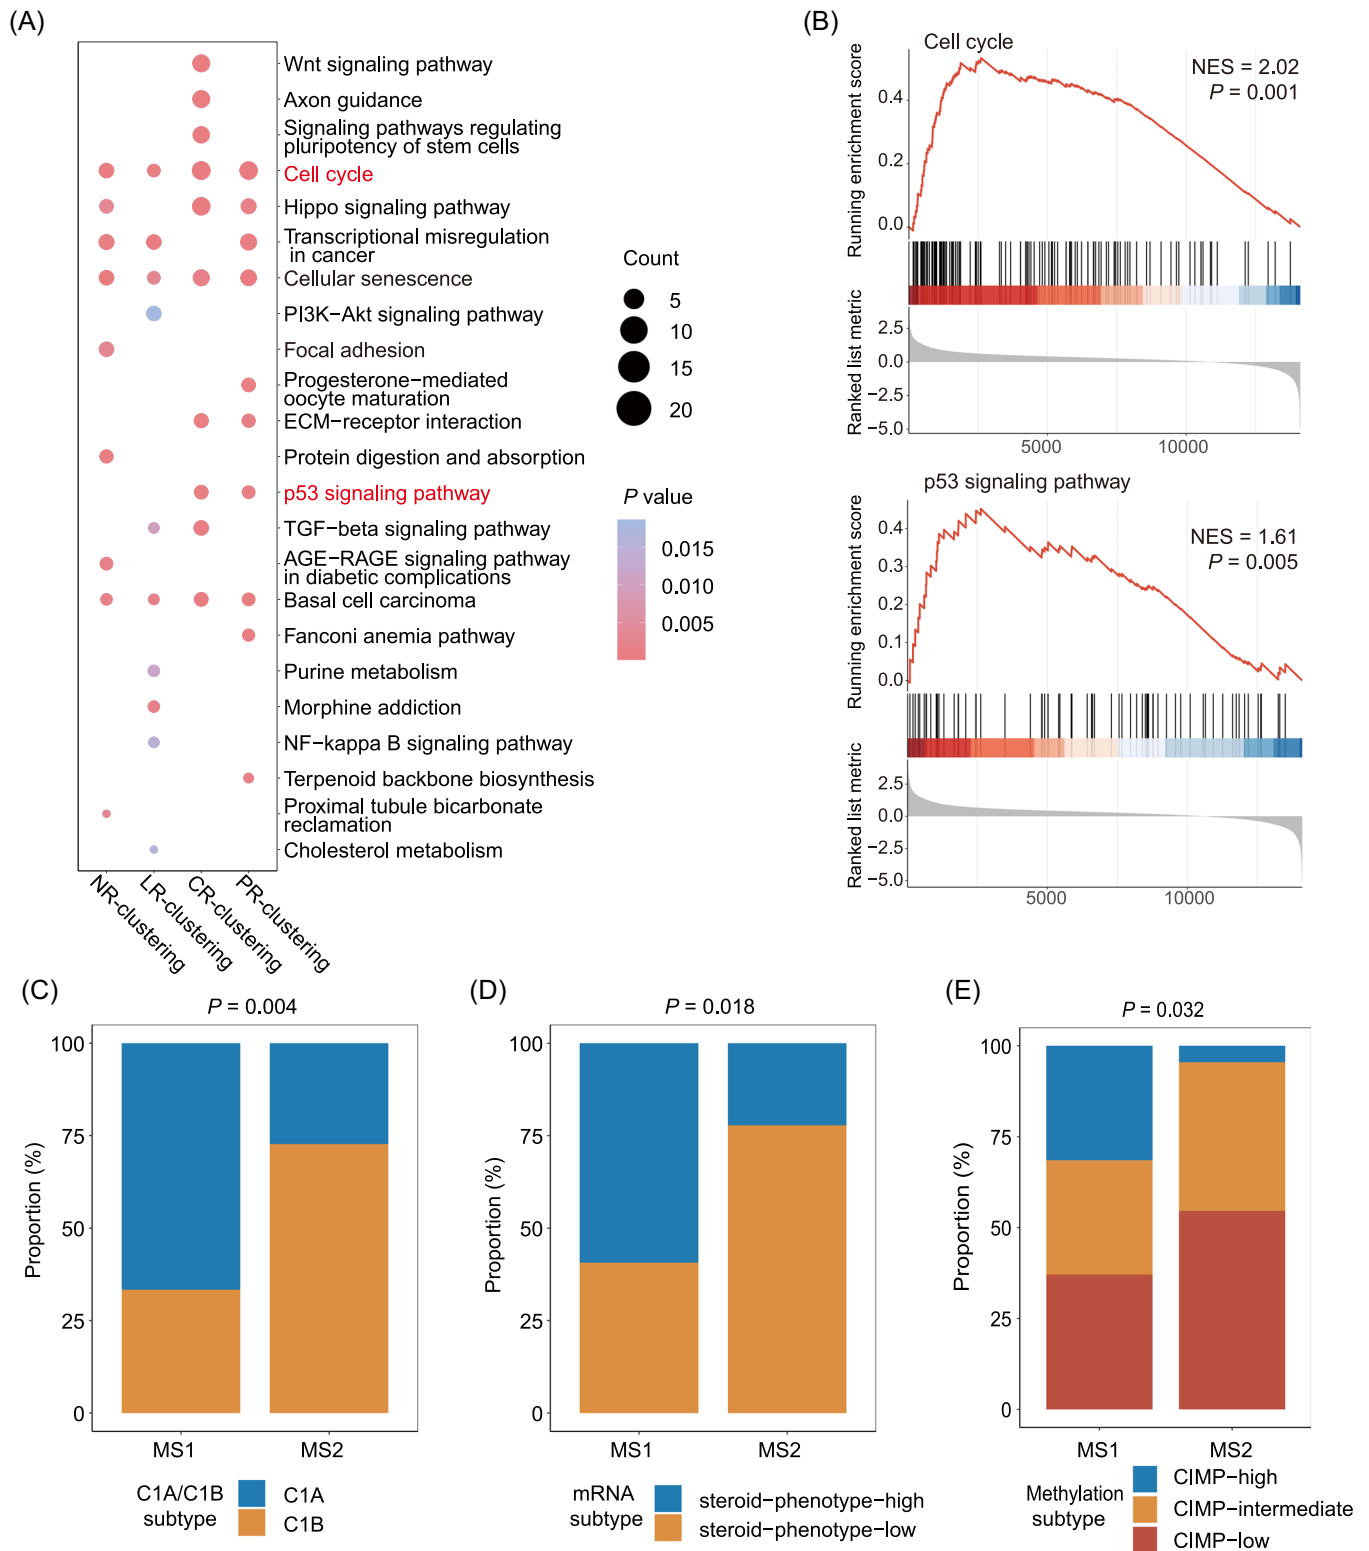 (A)
Wnt signaling pathway
Axon guidance
Signaling pathways regulating
pluripotency of stem cells
Cell cycle
Hippo signaling pathway
Transcriptional misregulation
in cancer
Cellular senescence
PI3K−Akt signaling pathway
Focal adhesion
Progesterone−mediated
oocyte maturation
ECM−receptor interaction
Protein digestion and absorption
p53 signaling pathway
TGF−beta signaling pathway
AGE−RAGE signaling pathway
in diabetic complications
Basal cell carcinoma
Fanconi anemia pathway
Purine metabolism
Morphine addiction
NF−kappa B signaling pathway
Terpenoid backbone biosynthesis
Proximal tubule bicarbonate
reclamation
Cholesterol metabolism
NR-clustering
LR-clustering
CR-clustering
PR-clustering
Count
5
10
15
20
P value
0.015
0.010
0.005
(B)
Cell cycle
NES = 2.02
P = 0.001
Running enrichment score
0.4
0.2
0.0
Ranked list metric
2.5
0.0
−2.5
−5.0
5000
10000
p53 signaling pathway
NES = 1.61
P = 0.005
Running enrichment score
0.4
0.3
0.2
0.1
0.0
Ranked list metric
2.5
0.0
−2.5
−5.0
5000
10000
(C)
P = 0.004
Proportion (%)
100
75
50
25
0
MS1
MS2
C1A/C1B
subtype
C1A
C1B
(D)
P = 0.018
Proportion (%)
100
75
50
25
0
MS1
MS2
mRNA
subtype
steroid−phenotype−high
steroid−phenotype−low
(E)
P = 0.032
Proportion (%)
100
75
50
25
0
MS1
MS2
Methylation
subtype
CIMP−high
CIMP−intermediate
CIMP−low